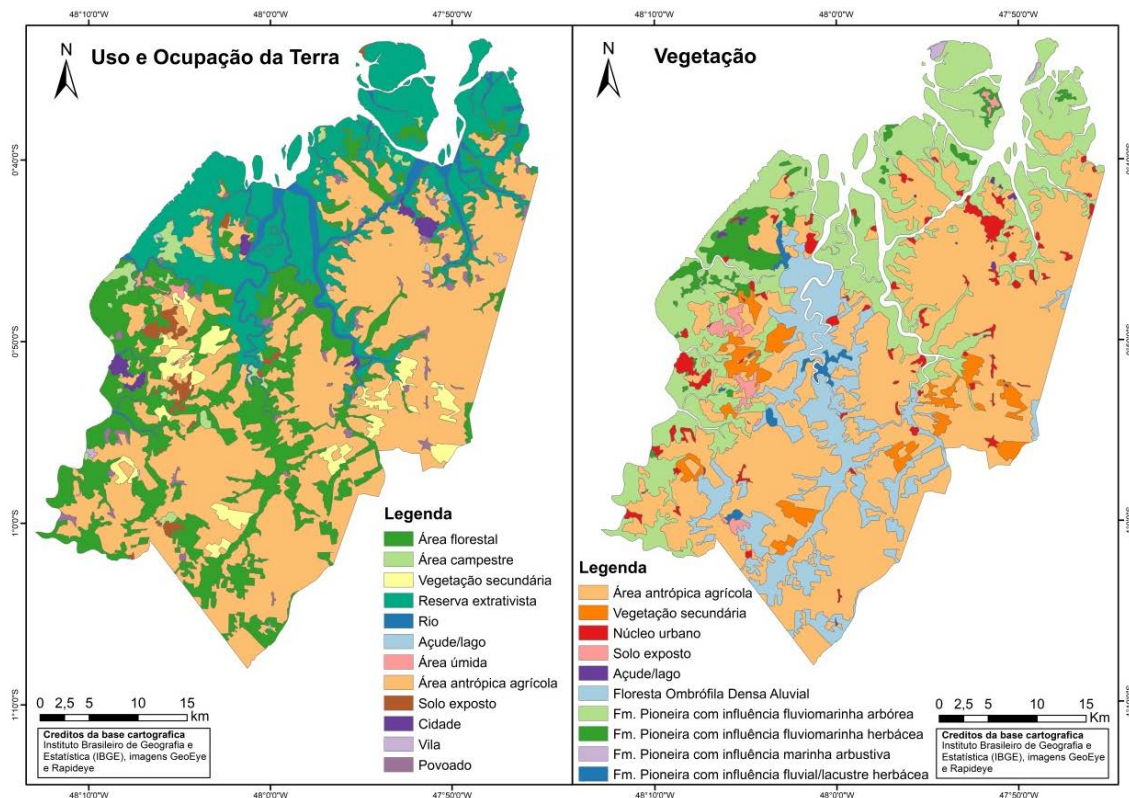 48°10'0"O 48°0'0"O 47°50'0"O 48°10'0"O 48°0'0"O 47°50'0"O
N
Uso e Ocupação da Terra
N
Vegetação
0°40'0"S
0°50'0"S
1°0'0"S
1°10'0"S
Legenda
Área florestal
Área campestre
Vegetação secundária
Reserva extrativista
Rio
Açude/lago
Área úmida
Área antrópica agrícola
Solo exposto
Cidade
Vila
Povoado
0 2,5 5 10 15
Km
Creditos da base cartografica
Instituto Brasileiro de Geografia e
Estatística (IBGE), imagens GeoEye
e Rapideye
Legenda
Área antrópica agrícola
Vegetação secundária
Núcleo urbano
Solo exposto
Açude/lago
Floresta Ombrófila Densa Aluvial
Fm. Pioneira com influência fluviomarinha arbórea
Fm. Pioneira com influência fluviomarinha herbácea
Fm. Pioneira com influência marinha arbustiva
Fm. Pioneira com influência fluvial/lacustre herbácea
0 2,5 5 10 15
Km
Creditos da base cartografica
Instituto Brasileiro de Geografia e
Estatística (IBGE), imagens GeoEye
e Rapideye
48°10'0"O 48°0'0"O 47°50'0"O 48°10'0"O 48°0'0"O 47°50'0"O